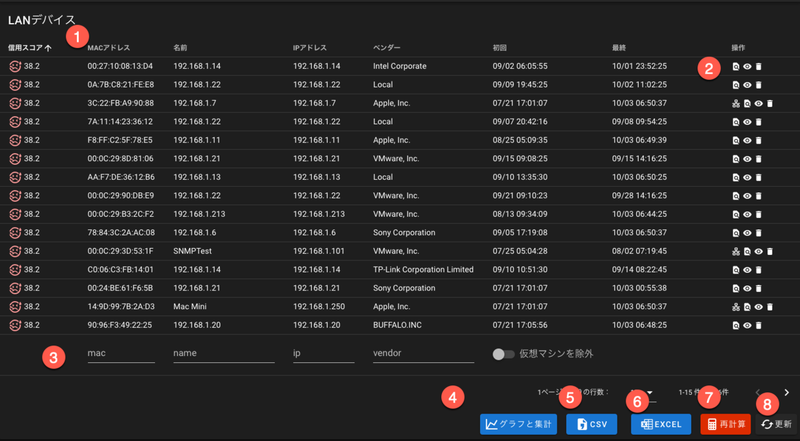 LANデバイス
1
信用スコア MACアドレス 名前 IPアドレス ベンダー 初回 最終 操作
2
38.2 00:27:10:08:13:D4 192.168.1.14 192.168.1.14 Intel Corporate 09/02 06:05:55 10/01 23:52:25
38.2 0A:7B:C8:21:FE:E8 192.168.1.22 192.168.1.22 Local 09/09 19:45:25 10/02 11:02:25
38.2 3C:22:FB:A9:90:88 192.168.1.7 192.168.1.7 Apple, Inc. 07/21 17:01:07 10/03 06:50:37
38.2 7A:11:14:23:36:12 192.168.1.22 192.168.1.22 Local 09/07 20:42:16 09/08 09:54:25
38.2 F8:FF:C2:5F:78:E5 192.168.1.11 192.168.1.11 Apple, Inc. 08/25 05:09:35 10/03 06:49:39
38.2 00:0C:29:8D:81:06 192.168.1.21 192.168.1.21 VMware, Inc. 09/15 09:08:25 09/15 14:16:25
38.2 AA:F7:DE:36:12:B6 192.168.1.13 192.168.1.13 Local 09/10 13:35:30 10/03 06:50:25
38.2 00:0C:29:90:DB:E9 192.168.1.22 192.168.1.22 VMware, Inc. 09/21 09:10:23 09/28 14:16:25
38.2 00:0C:29:B3:2C:F2 192.168.1.213 192.168.1.213 VMware, Inc. 08/13 09:34:09 10/03 06:44:25
38.2 78:84:3C:2A:AC:08 192.168.1.6 192.168.1.6 Sony Corporation 09/05 17:19:08 10/03 06:50:37
38.2 00:0C:29:3D:53:1F SNMPTest 192.168.1.101 VMware, Inc. 07/25 05:04:28 08/02 07:19:45
38.2 C0:06:C3:FB:14:01 192.168.1.14 192.168.1.14 TP-Link Corporation Limited 09/10 10:51:30 09/14 08:22:45
38.2 00:24:BE:61:F6:5B 192.168.1.21 192.168.1.21 Sony Corporation 07/21 17:01:07 10/03 00:55:38
38.2 14:9D:99:7B:2A:D3 Mac Mini 192.168.1.250 Apple, Inc. 07/21 17:01:07 10/03 06:50:37
38.2 90:96:F3:49:22:25 192.168.1.20 192.168.1.20 BUFFALO.INC 07/21 17:05:56 10/03 06:48:25
3 mac name ip vendor 仮想マシンを除外
1ページ の行数: 1-15 件 件
4 5 6 7 8
グラフと集計 CSV EXCEL 再計算 更新